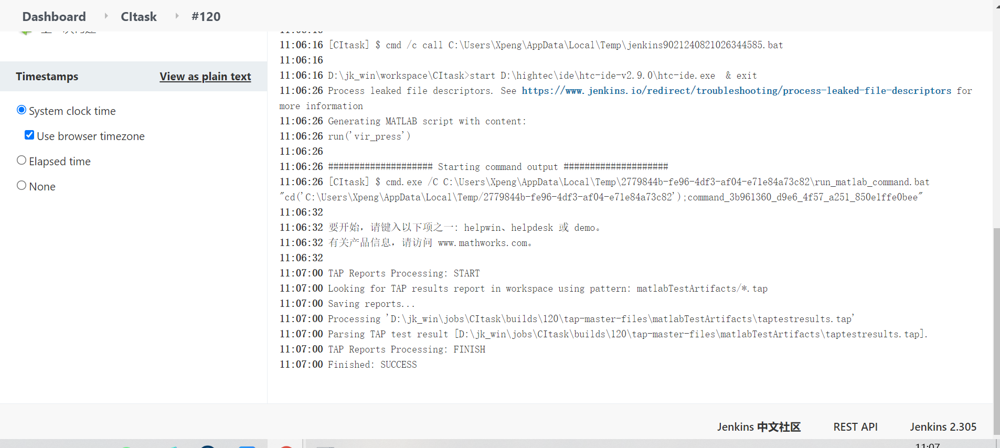 Dashboard CItask #120
Timestamps View as plain text
System clock time
Use browser timezone
Elapsed time
None
11:06:16 [CItask] $ cmd /c call C:\Users\Xpeng\AppData\Local\Temp\jenkins9021240821026344585.bat
11:06:16
11:06:16 D:\jk_win\workspace\CItask>start D:\hightec\ide\htc-ide-v2.9.0\htc-ide.exe  & exit
11:06:26 Process leaked file descriptors. See https://www.jenkins.io/redirect/troubleshooting/process-leaked-file-descriptors for
more information
11:06:26 Generating MATLAB script with content:
11:06:26 run('vir_press')
11:06:26
11:06:26 #################### Starting command output ####################
11:06:26 [CItask] $ cmd.exe /C C:\Users\Xpeng\AppData\Local\Temp\2779844b-fe96-4df3-af04-e71e84a73c82\run_matlab_command.bat
"cd('C:\Users\Xpeng\AppData\Local\Temp/2779844b-fe96-4df3-af04-e71e84a73c82');command_3b961360_d9e6_4f57_a251_850e1ffe0bee"
11:06:32
11:06:32 要开始，请键入以下项之一: helpwin、helpdesk 或 demo。
11:06:32 有关产品信息，请访问 www.mathworks.com。
11:06:32
11:07:00 TAP Reports Processing: START
11:07:00 Looking for TAP results report in workspace using pattern: matlabTestArtifacts/*.tap
11:07:00 Saving reports...
11:07:00 Processing 'D:\jk_win\jobs\CItask\builds\120\tap-master-files\matlabTestArtifacts\taptestresults.tap'
11:07:00 Parsing TAP test result [D:\jk_win\jobs\CItask\builds\120\tap-master-files\matlabTestArtifacts\taptestresults.tap].
11:07:00 TAP Reports Processing: FINISH
11:07:00 Finished: SUCCESS
Jenkins 中文社区 REST API Jenkins 2.305
11:07